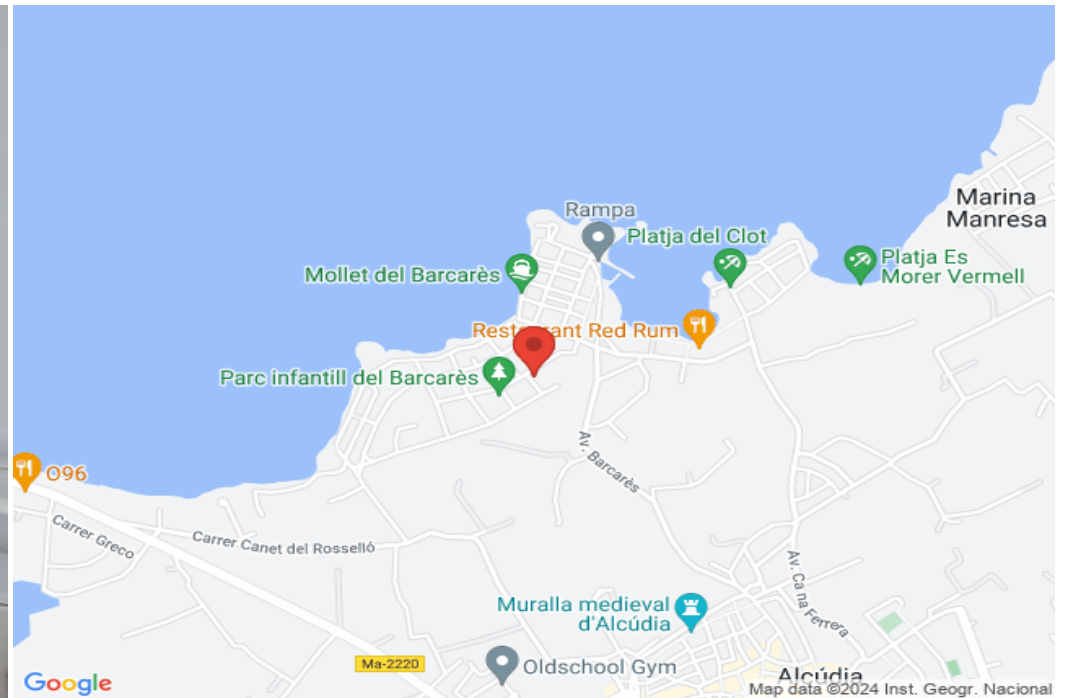 Marina
Manresa
Rampa
Platja del Clot
Platja Es
Morer Vermell
Mollet del Barcarès
Restaurant Red Rum
Parc infantill del Barcarès
Av. Barcarès
O96
Carrer Greco
Carrer Canet del Rosselló
Av. Ca na Ferrera
Muralla medieval
d'Alcúdia
Ma-2220
Oldschool Gym
Alcúdia
Google
Map data ©2024 Inst. Geogr. Nacional